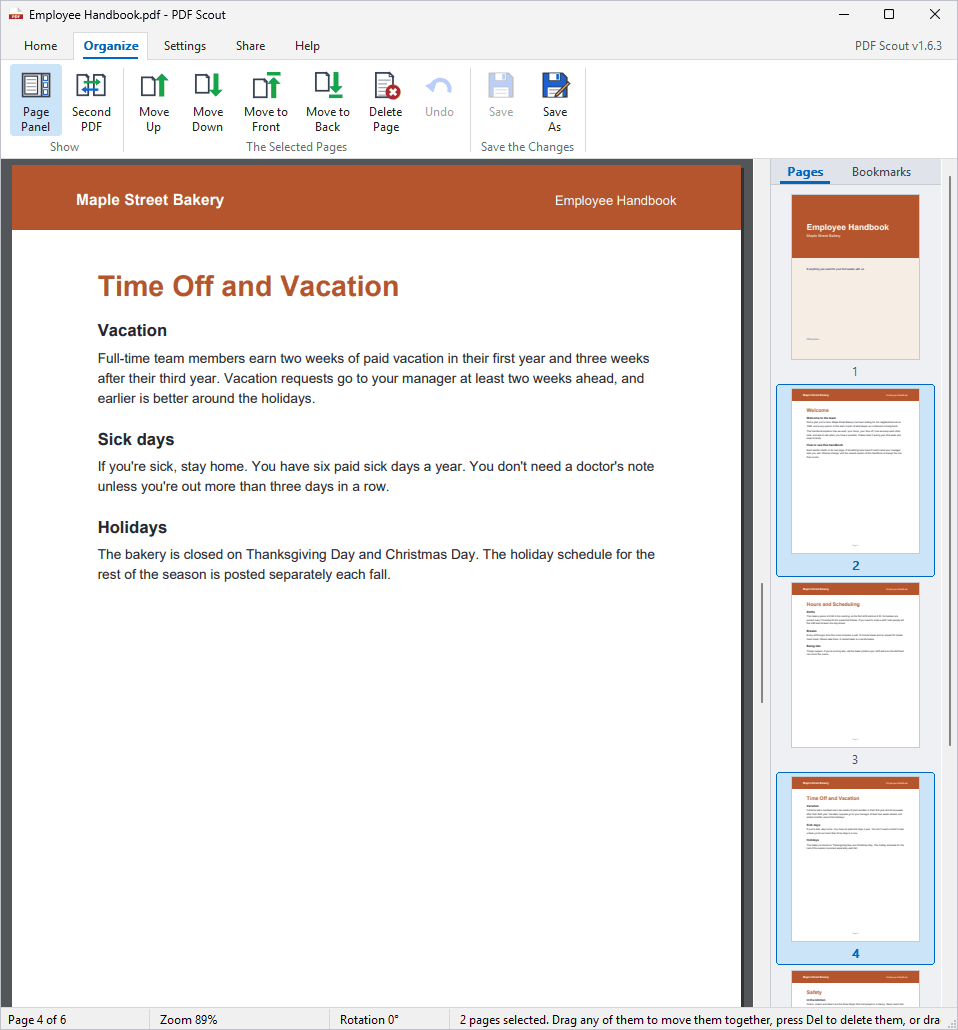 Employee Handbook.pdf - PDF Scout
Home Organize Settings Share Help PDF Scout v1.6.3
Page Panel
Second PDF
Show
Move Up
Move Down
Move to Front
Move to Back
Delete Page
Undo
The Selected Pages
Save
Save As
Save the Changes
Maple Street Bakery Employee Handbook
Time Off and Vacation
Vacation
Full-time team members earn two weeks of paid vacation in their first year and three weeks
after their third year. Vacation requests go to your manager at least two weeks ahead, and
earlier is better around the holidays.
Sick days
If you're sick, stay home. You have six paid sick days a year. You don't need a doctor's note
unless you're out more than three days in a row.
Holidays
The bakery is closed on Thanksgiving Day and Christmas Day. The holiday schedule for the
rest of the season is posted separately each fall.
Pages Bookmarks
Employee Handbook
Maple Street Bakery
1
Welcome
2
Hours and Scheduling
3
Time Off and Vacation
Vacation
Sick days
Holidays
4
Safety
Page 4 of 6 Zoom 89% Rotation 0° 2 pages selected. Drag any of them to move them together, press Del to delete them, or dra